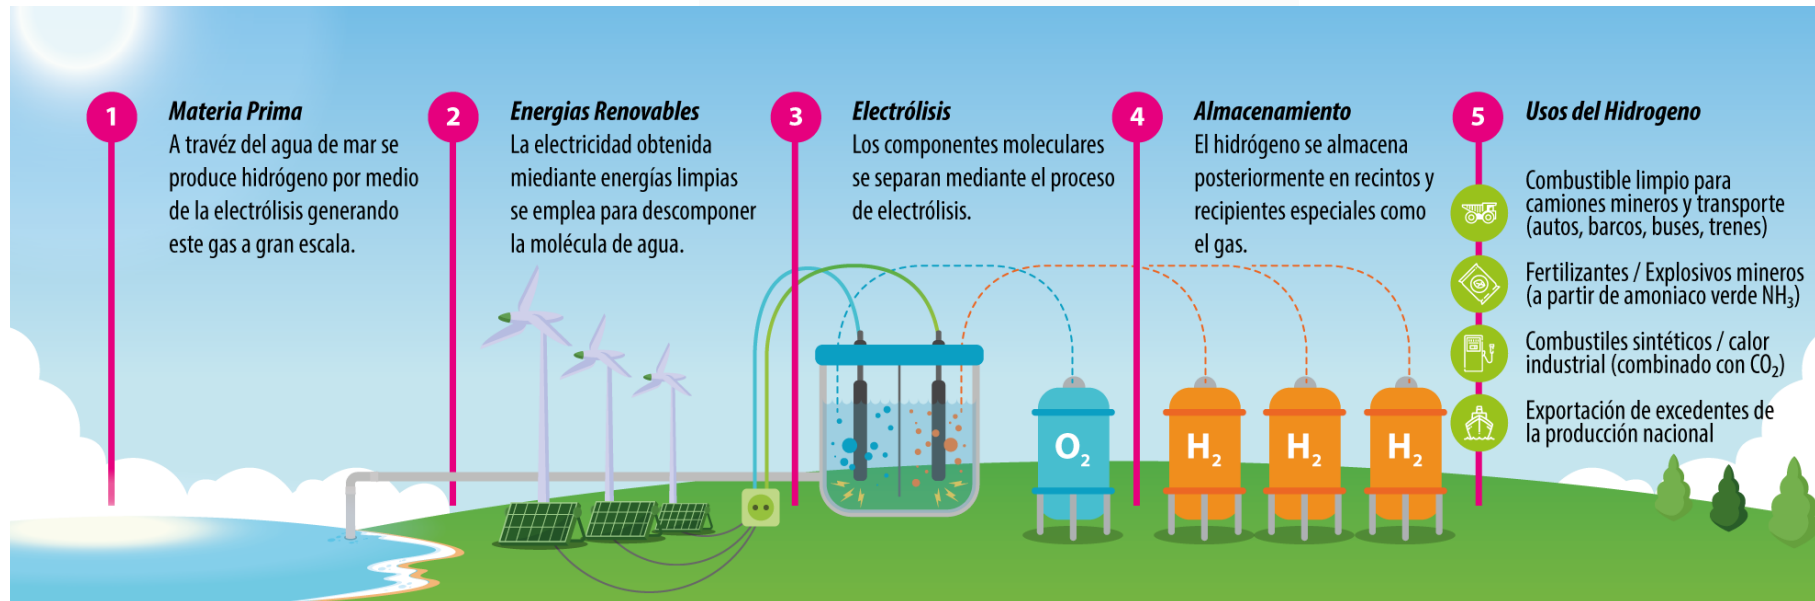 1
Materia Prima
A travéz del agua de mar se
produce hidrógeno por medio
de la electrólisis generando
este gas a gran escala.
2
Energias Renovables
La electricidad obtenida
miediante energías limpias
se emplea para descomponer
la molécula de agua.
3
Electrólisis
Los componentes moleculares
se separan mediante el proceso
de electrólisis.
4
Almacenamiento
El hidrógeno se almacena
posteriormente en recintos y
recipientes especiales como
el gas.
5
Usos del Hidrogeno
Combustible limpio para
camiones mineros y transporte
(autos, barcos, buses, trenes)
Fertilizantes / Explosivos mineros
(a partir de amoniaco verde NH₃)
Combustiles sintéticos / calor
industrial (combinado con CO₂)
Exportación de excedentes de
la producción nacional
O₂
H₂
H₂
H₂